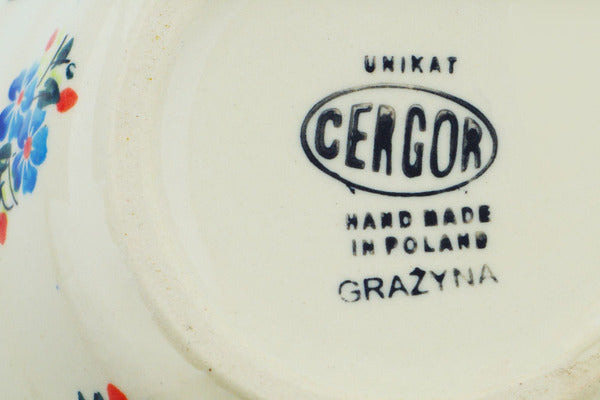 UNIKAT
CERGOR
HAND MADE
IN POLAND
GRAŻYNA